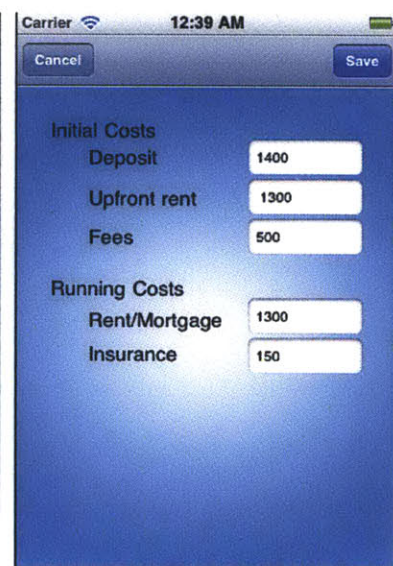 Carrier 12:39 AM
Cancel Save
Initial Costs
Deposit 1400
Upfront rent 1300
Fees 500
Running Costs
Rent/Mortgage 1300
Insurance 150